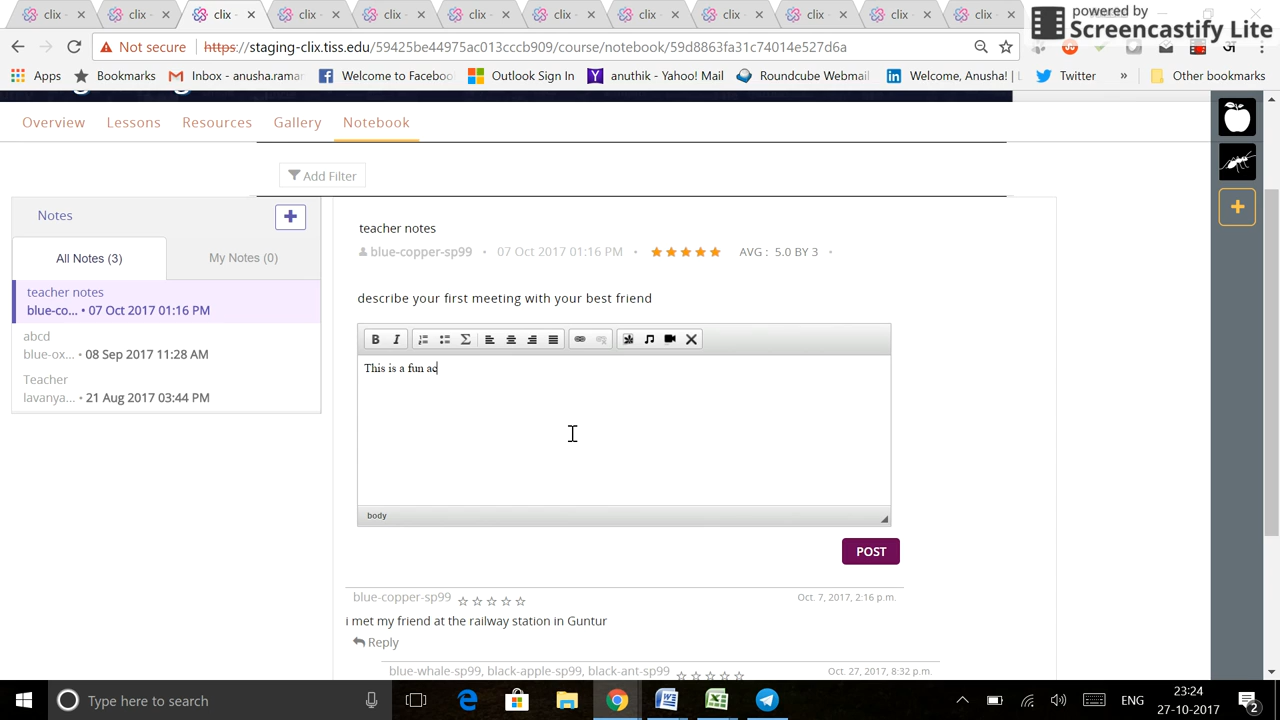 clix
clix
clix
clix
clix
clix
clix
clix
clix
clix
powered by
Screencastify Lite
Not secure
https://staging-clix.tiss.edu
urse/notebook/59d8863fa31c74014e527d6a
Apps
Bookmarks
Inbox - anusha.rama
Welcome to Faceboo
Outlook Sign In
anuthik - Yahoo! Mail
Roundcube Webmail
Welcome, Anusha! | L
Twitter
»
Other bookmarks
Overview
Lessons
Resources
Gallery
Notebook
Add Filter
Notes
All Notes (3)
My Notes (0)
teacher notes
blue-co... • 07 Oct 2017 01:16 PM
abcd
blue-ox... • 08 Sep 2017 11:28 AM
Teacher
lavanya... • 21 Aug 2017 03:44 PM
teacher notes
blue-copper-sp99 • 07 Oct 2017 01:16 PM • AVG : 5.0 BY 3 •
describe your first meeting with your best friend
B I
This is a fun ac
body
POST
blue-copper-sp99
Oct. 7, 2017, 2:16 p.m.
i met my friend at the railway station in Guntur
Reply
blue-whale-sp99, black-apple-sp99, black-ant-sp99
Oct. 27, 2017, 8:32 p.m.
Type here to search
ENG
23:24
27-10-2017
2